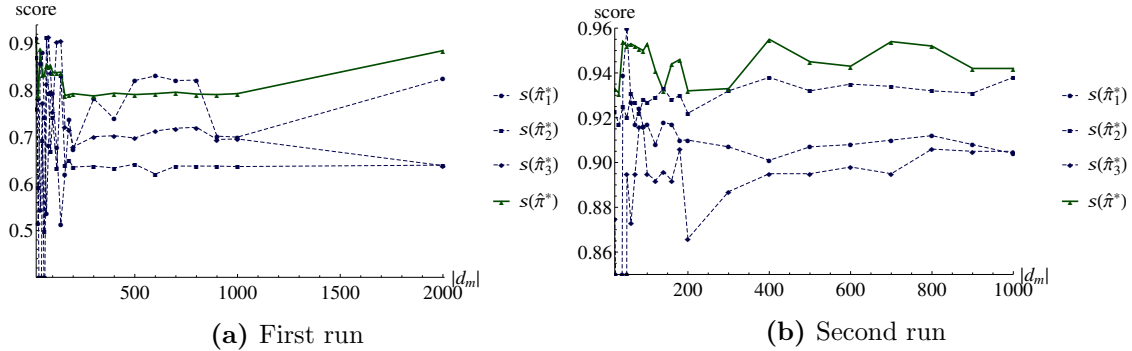 score
0.9
0.8
0.7
0.6
0.5
500 1000 1500 2000
|d_m|
s(π̂*₁)
s(π̂*₂)
s(π̂*₃)
s(π̂*)
(a) First run
score
0.96
0.94
0.92
0.90
0.88
0.86
200 400 600 800 1000
|d_m|
s(π̂*₁)
s(π̂*₂)
s(π̂*₃)
s(π̂*)
(b) Second run